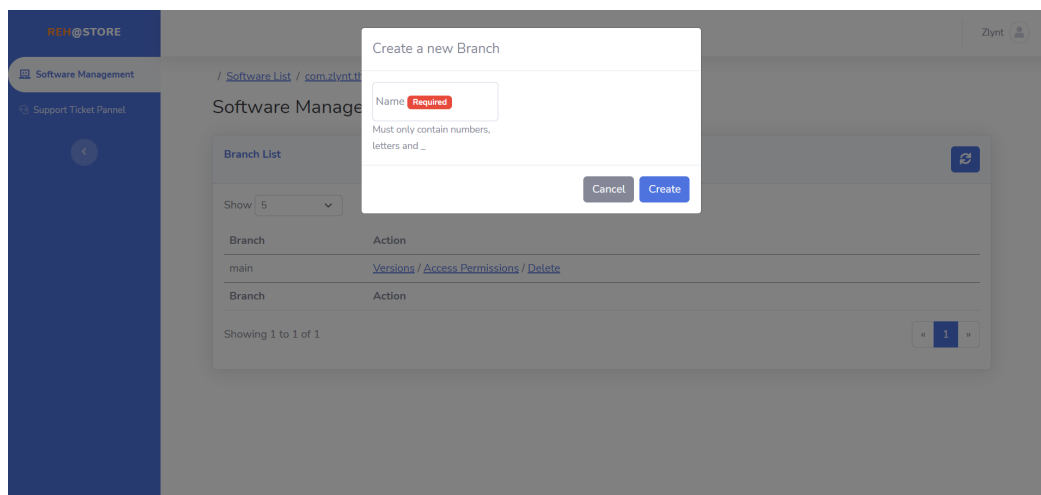 REH@STORE
Zlynt
Software Management
Support Ticket Pannel
/ Software List / com.zlynt.th
Software Manage
Branch List
Show 5
Branch Action
main Versions / Access Permissions / Delete
Branch Action
Showing 1 to 1 of 1
« 1 »
Create a new Branch
Name Required
Must only contain numbers,
letters and _
Cancel Create